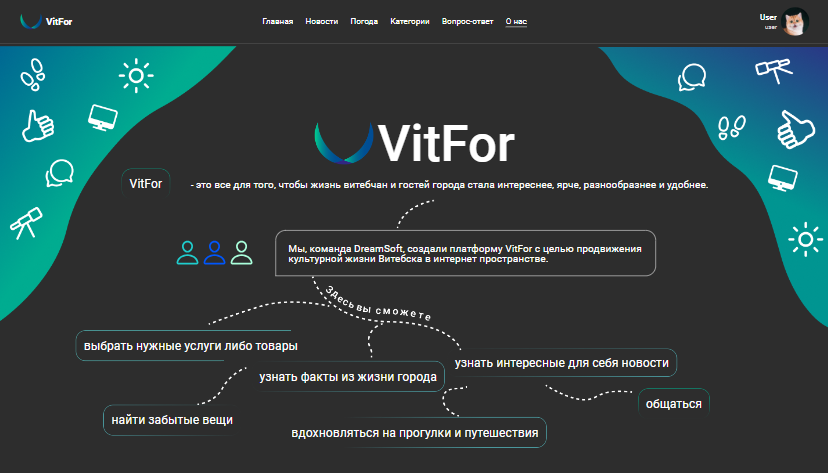 VitFor
Главная Новости Погода Категории Вопрос-ответ О нас
User
user
VitFor
VitFor - это все для того, чтобы жизнь витебчан и гостей города стала интереснее, ярче, разнообразнее и удобнее.
Мы, команда DreamSoft, создали платформу VitFor с целью продвижения
культурной жизни Витебска в интернет пространстве.
Здесь вы сможете
выбрать нужные услуги либо товары
узнать интересные для себя новости
узнать факты из жизни города
общаться
найти забытые вещи
вдохновляться на прогулки и путешествия